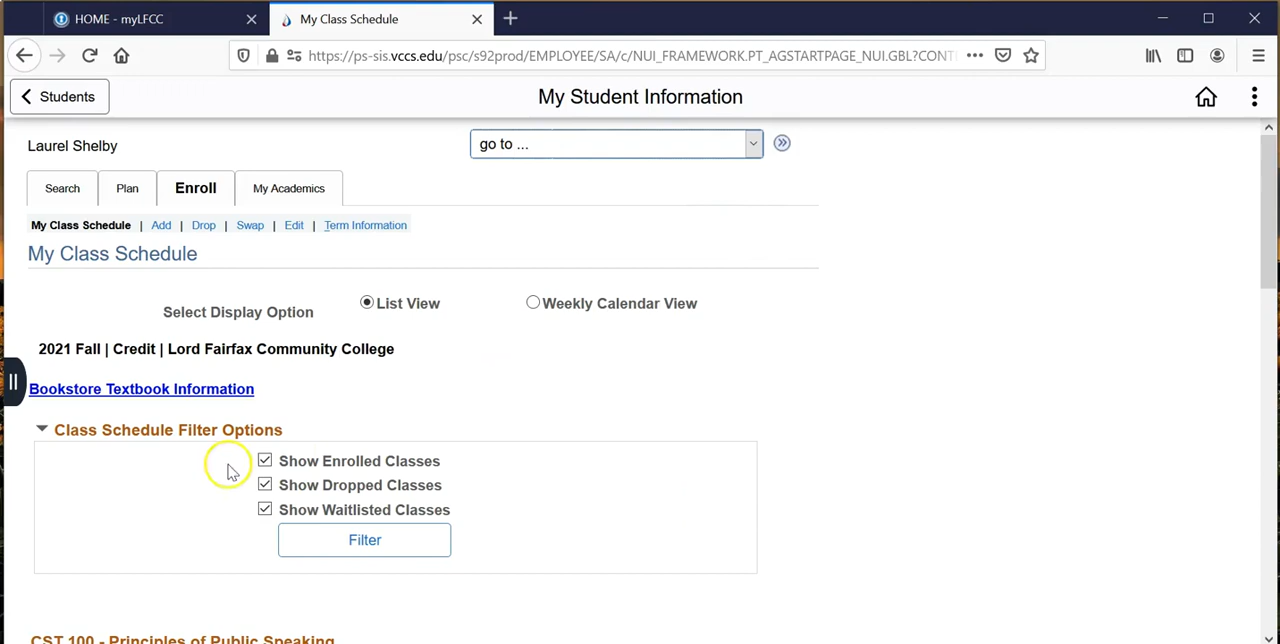 HOME - myLFCC
My Class Schedule
https://ps-sis.vccs.edu/psc/s92prod/EMPLOYEE/SA/c/NUI_FRAMEWORK.PT_AGSTARTPAGE_NUI.GBL?CONT
Students
My Student Information
Laurel Shelby
go to ...
Search Plan Enroll My Academics
My Class Schedule | Add | Drop | Swap | Edit | Term Information
My Class Schedule
Select Display Option List View Weekly Calendar View
2021 Fall | Credit | Lord Fairfax Community College
Bookstore Textbook Information
Class Schedule Filter Options
Show Enrolled Classes
Show Dropped Classes
Show Waitlisted Classes
Filter
CST 100 - Principles of Public Speaking